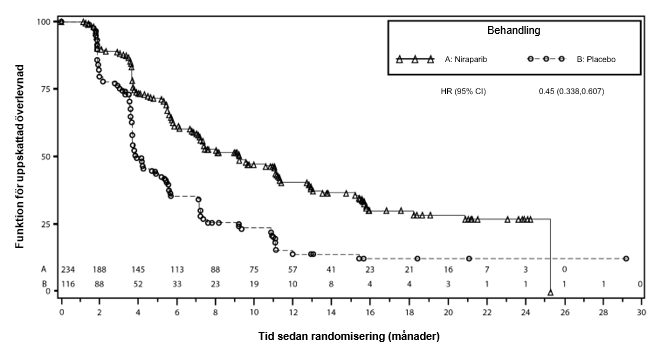 Behandling
A: Niraparib B: Placebo
HR (95% CI) 0.45 (0.338,0.607)
Funktion för uppskattad överlevnad
100
75
50
25
0
A 234 188 145 113 88 75 57 41 23 21 16 7 3 0
B 116 88 52 33 23 19 10 8 4 4 3 1 1 1 1 0
0 2 4 6 8 10 12 14 16 18 20 22 24 26 28 30
Tid sedan randomisering (månader)